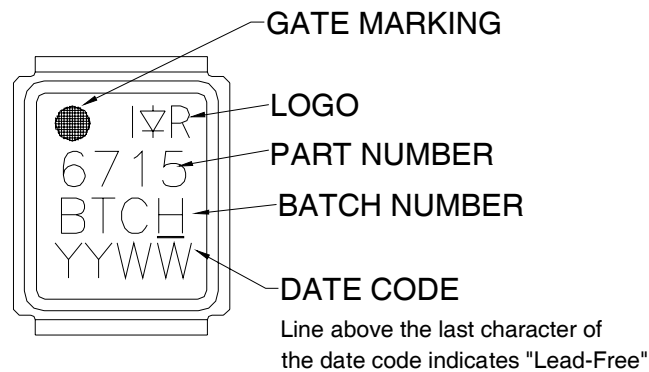 GATE MARKING
I R
LOGO
6715
PART NUMBER
BTCH
BATCH NUMBER
YYWW
DATE CODE
Line above the last character of
the date code indicates "Lead-Free"